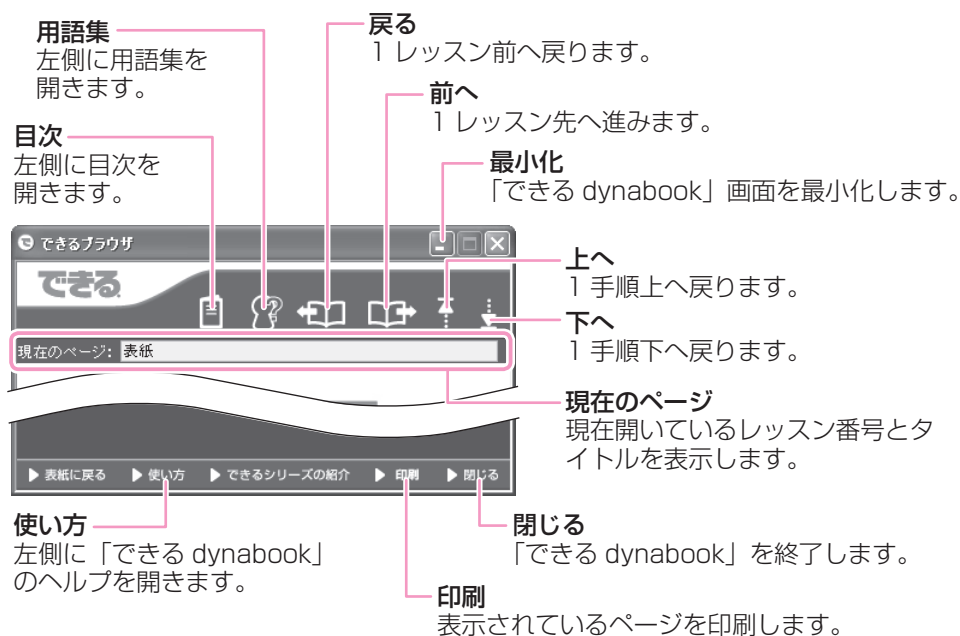 用語集
左側に用語集を
開きます。
戻る
1 レッスン前へ戻ります。
前へ
1 レッスン先へ進みます。
目次
左側に目次を
開きます。
最小化
「できる dynabook」画面を最小化します。
できるブラウザ
できる
上へ
1 手順上へ戻ります。
下へ
1 手順下へ戻ります。
現在のページ: 表紙
現在のページ
現在開いているレッスン番号とタ
イトルを表示します。
表紙に戻る 使い方 できるシリーズの紹介 印刷 閉じる
使い方
左側に「できる dynabook」
のヘルプを開きます。
閉じる
「できる dynabook」を終了します。
印刷
表示されているページを印刷します。